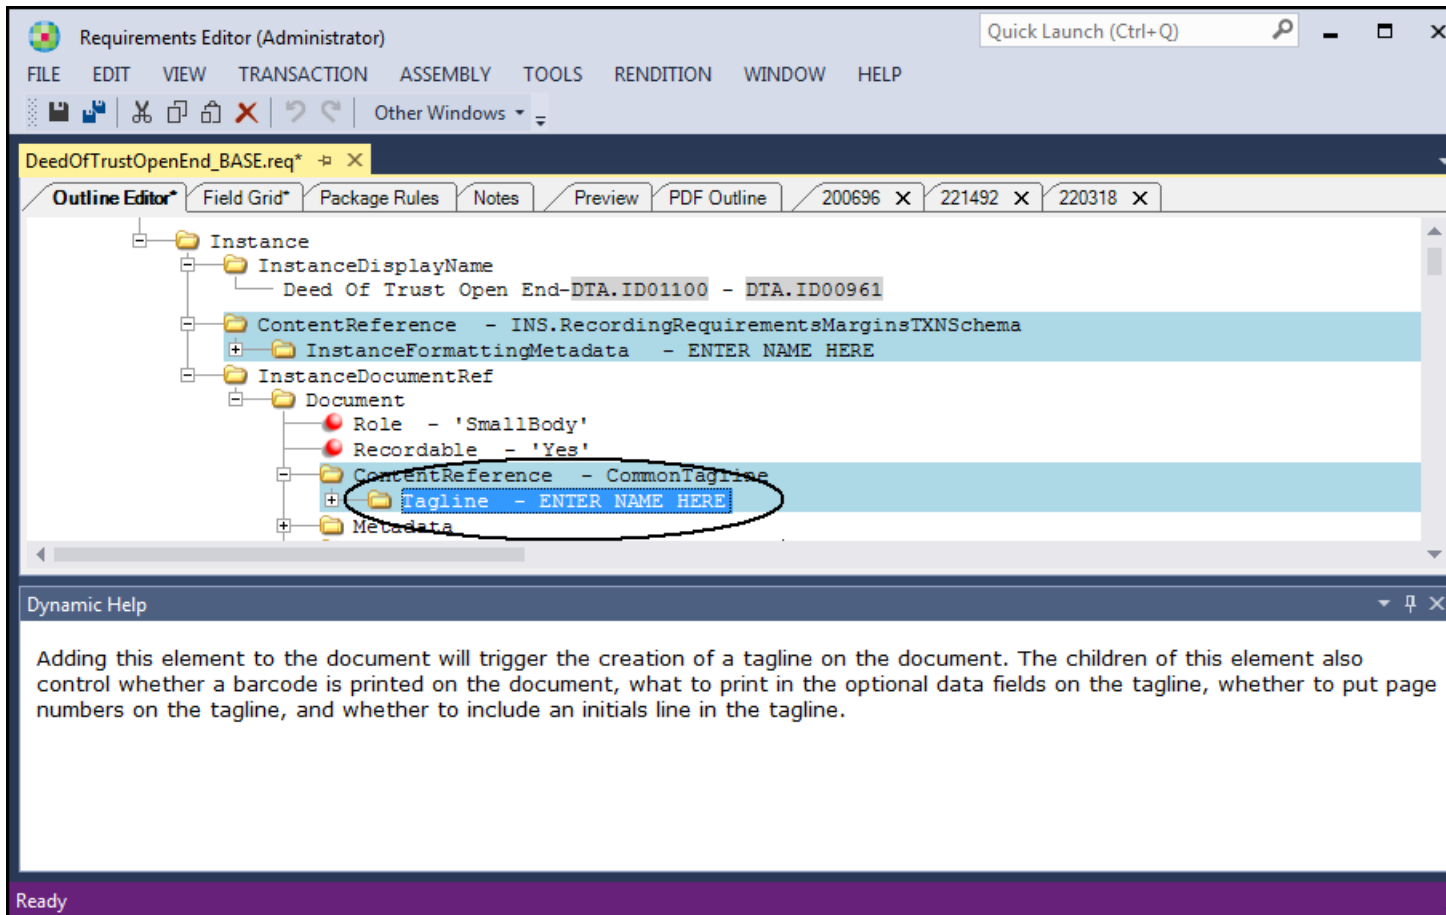 Requirements Editor (Administrator)
Quick Launch (Ctrl+Q)
FILE EDIT VIEW TRANSACTION ASSEMBLY TOOLS RENDITION WINDOW HELP
Other Windows
DeedOfTrustOpenEnd_BASE.req*
Outline Editor* Field Grid* Package Rules Notes Preview PDF Outline 200696 221492 220318
Instance
InstanceDisplayName
Deed Of Trust Open End-DTA.ID01100 - DTA.ID00961
ContentReference - INS.RecordingRequirementsMarginsTXNSchema
InstanceFormattingMetadata - ENTER NAME HERE
InstanceDocumentRef
Document
Role - 'SmallBody'
Recordable - 'Yes'
ContentReference - CommonTagline
Tagline - ENTER NAME HERE
Metadata
Dynamic Help
Adding this element to the document will trigger the creation of a tagline on the document. The children of this element also
control whether a barcode is printed on the document, what to print in the optional data fields on the tagline, whether to put page
numbers on the tagline, and whether to include an initials line in the tagline.
Ready